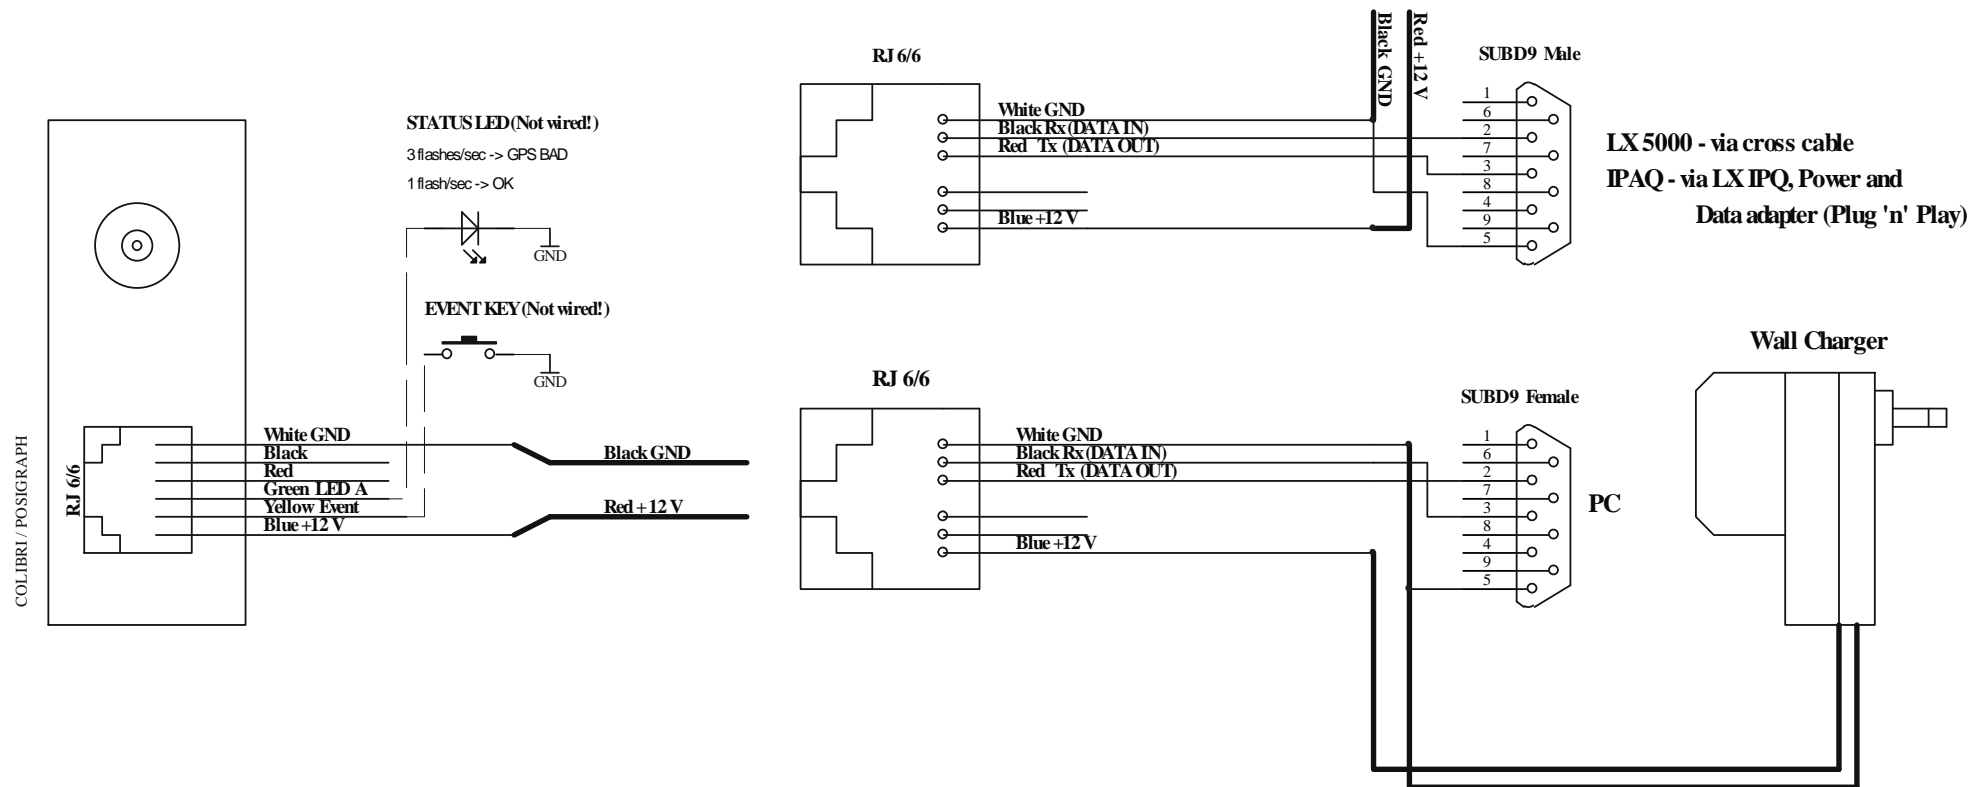 COLIBRI / POSIGRAPH
RJ 6/6
White GND
Black
Red
Green LED A
Yellow Event
Blue +12 V
Black GND
Red +12 V
STATUS LED (Not wired!)
3 flashes/sec -> GPS BAD
1 flash/sec -> OK
GND
EVENT KEY (Not wired!)
GND
RJ 6/6
White GND
Black Rx (DATA IN)
Red Tx (DATA OUT)
Blue +12 V
Black GND
Red +12 V
SUBD9 Male
1
6
2
7
3
8
4
9
5
LX 5000 - via cross cable
IPAQ - via LX IPQ, Power and
Data adapter (Plug 'n' Play)
RJ 6/6
White GND
Black Rx (DATA IN)
Red Tx (DATA OUT)
Blue +12 V
SUBD9 Female
1
6
2
7
3
8
4
9
5
PC
Wall Charger